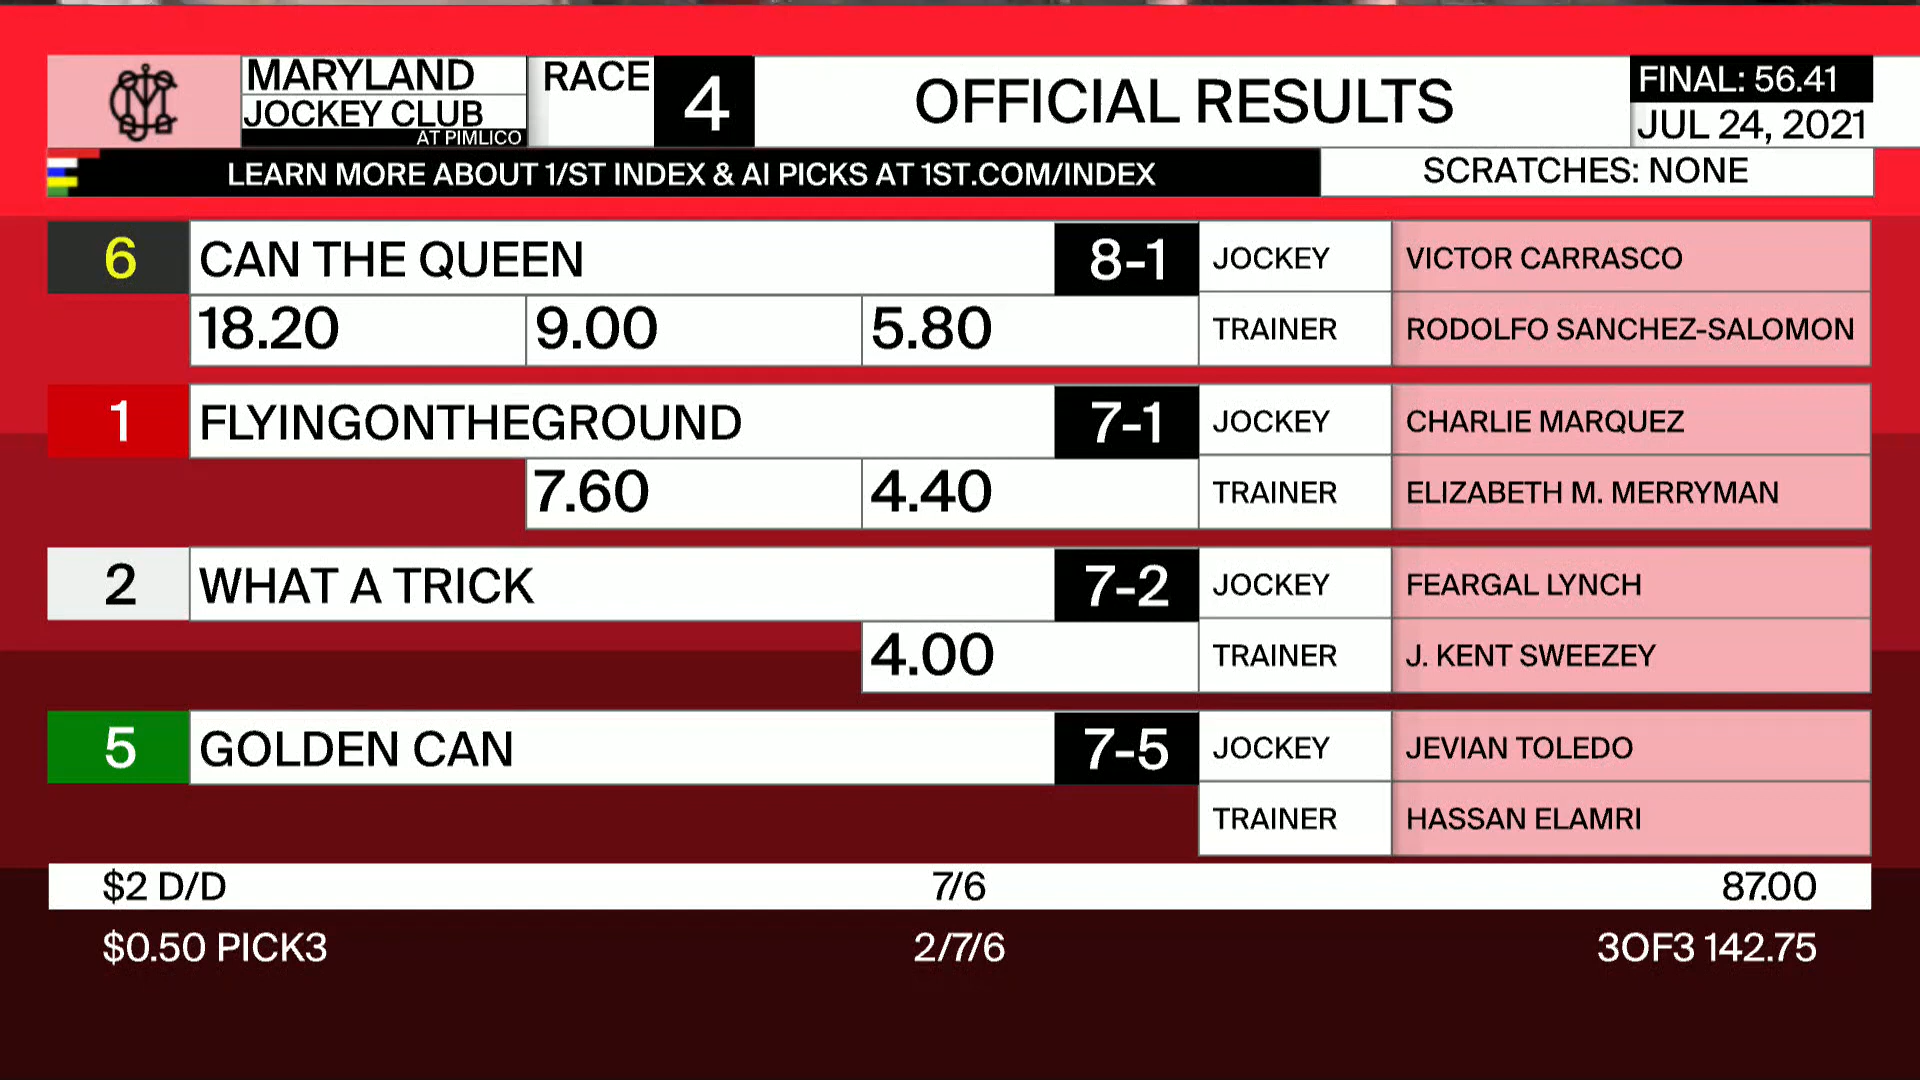 MARYLAND
JOCKEY CLUB
AT PIMLICO
RACE 4
OFFICIAL RESULTS
FINAL: 56.41
JUL 24, 2021
LEARN MORE ABOUT 1/ST INDEX & AI PICKS AT 1ST.COM/INDEX
SCRATCHES: NONE
6 CAN THE QUEEN 8-1 JOCKEY VICTOR CARRASCO
18.20 9.00 5.80 TRAINER RODOLFO SANCHEZ-SALOMON
1 FLYINGONTHEGROUND 7-1 JOCKEY CHARLIE MARQUEZ
7.60 4.40 TRAINER ELIZABETH M. MERRYMAN
2 WHAT A TRICK 7-2 JOCKEY FEARGAL LYNCH
4.00 TRAINER J. KENT SWEEZEY
5 GOLDEN CAN 7-5 JOCKEY JEVIAN TOLEDO
TRAINER HASSAN ELAMRI
$2 D/D 7/6 87.00
$0.50 PICK3 2/7/6 3OF3 142.75